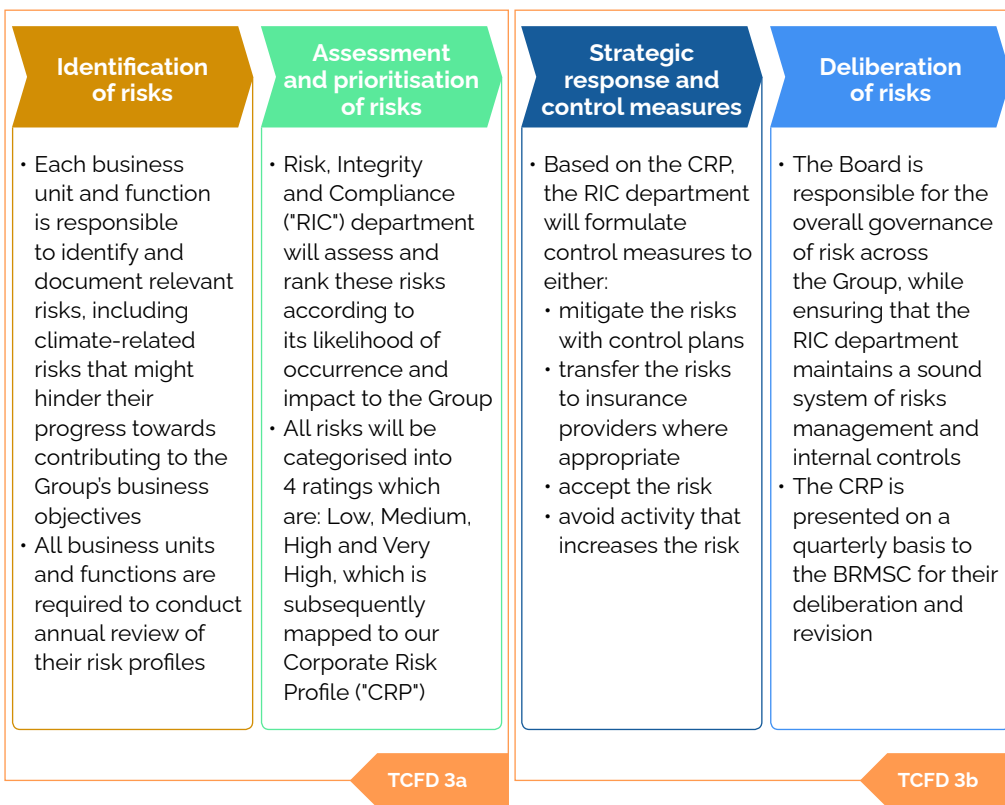 Identification
of risks
• Each business
unit and function
is responsible
to identify and
document relevant
risks, including
climate-related
risks that might
hinder their
progress towards
contributing to the
Group’s business
objectives
• All business units
and functions are
required to conduct
annual review of
their risk profiles
Assessment
and prioritisation
of risks
• Risk, Integrity
and Compliance
("RIC") department
will assess and
rank these risks
according to
its likelihood of
occurrence and
impact to the Group
• All risks will be
categorised into
4 ratings which
are: Low, Medium,
High and Very
High, which is
subsequently
mapped to our
Corporate Risk
Profile ("CRP")
TCFD 3a
Strategic
response and
control measures
• Based on the CRP,
the RIC department
will formulate
control measures to
either:
• mitigate the risks
with control plans
• transfer the risks
to insurance
providers where
appropriate
• accept the risk
• avoid activity that
increases the risk
Deliberation
of risks
• The Board is
responsible for the
overall governance
of risk across
the Group, while
ensuring that the
RIC department
maintains a sound
system of risks
management and
internal controls
• The CRP is
presented on a
quarterly basis to
the BRMSC for their
deliberation and
revision
TCFD 3b